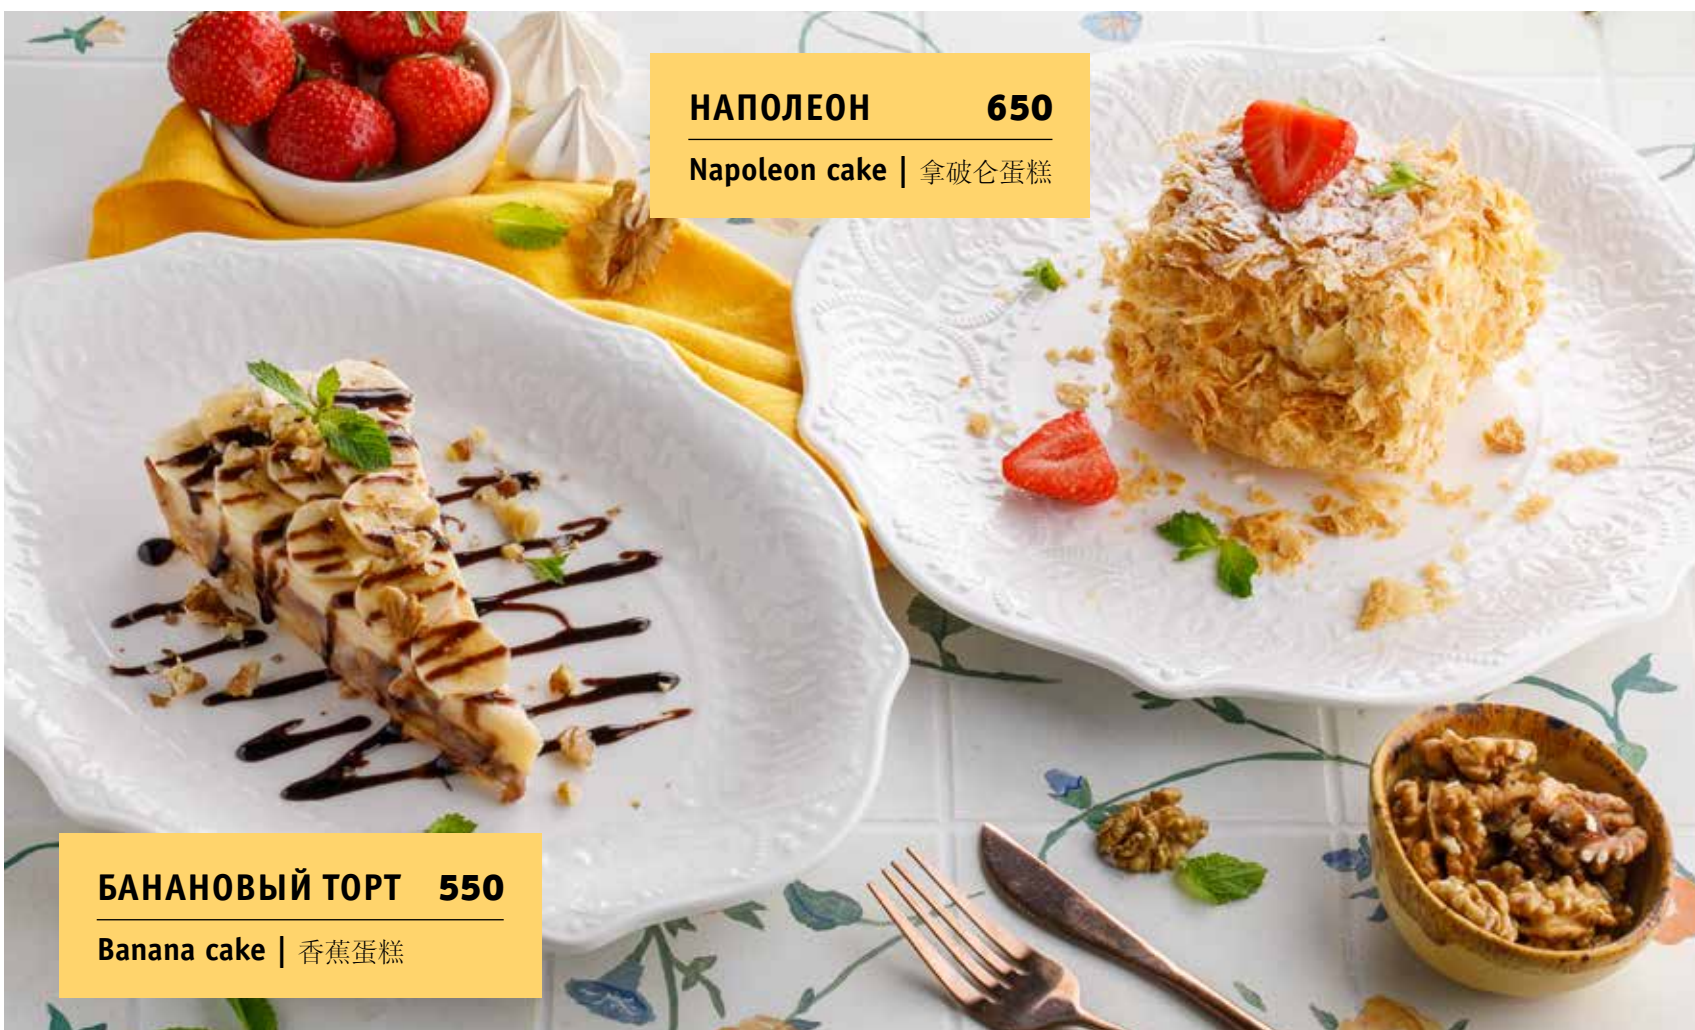 НАПОЛЕОН 650
Napoleon cake | 拿破仑蛋糕
БАНАНОВЫЙ ТОРТ 550
Banana cake | 香蕉蛋糕